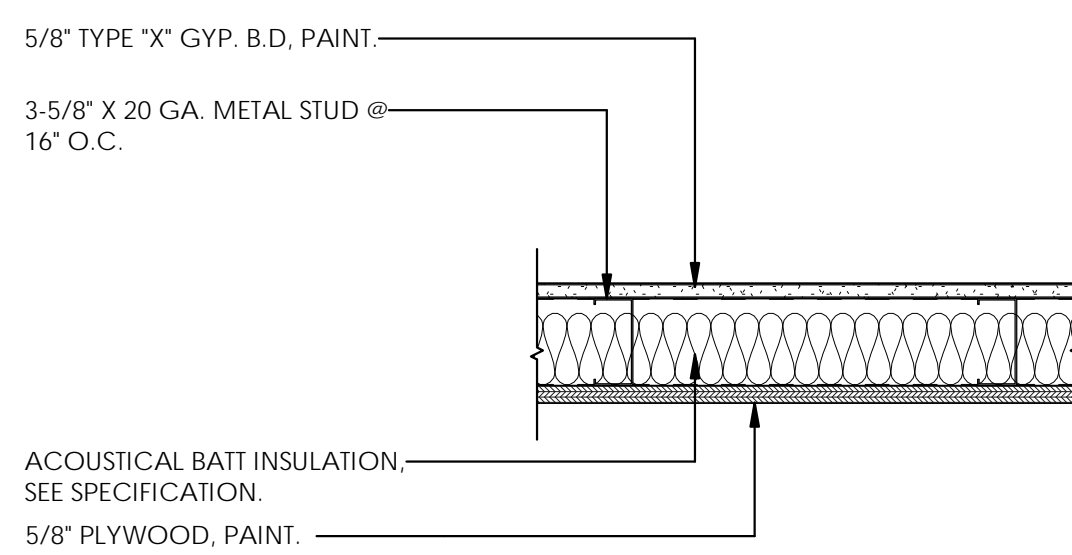 5/8" TYPE "X" GYP. B.D, PAINT.
3-5/8" X 20 GA. METAL STUD @
16" O.C.
ACOUSTICAL BATT INSULATION,
SEE SPECIFICATION.
5/8" PLYWOOD, PAINT.